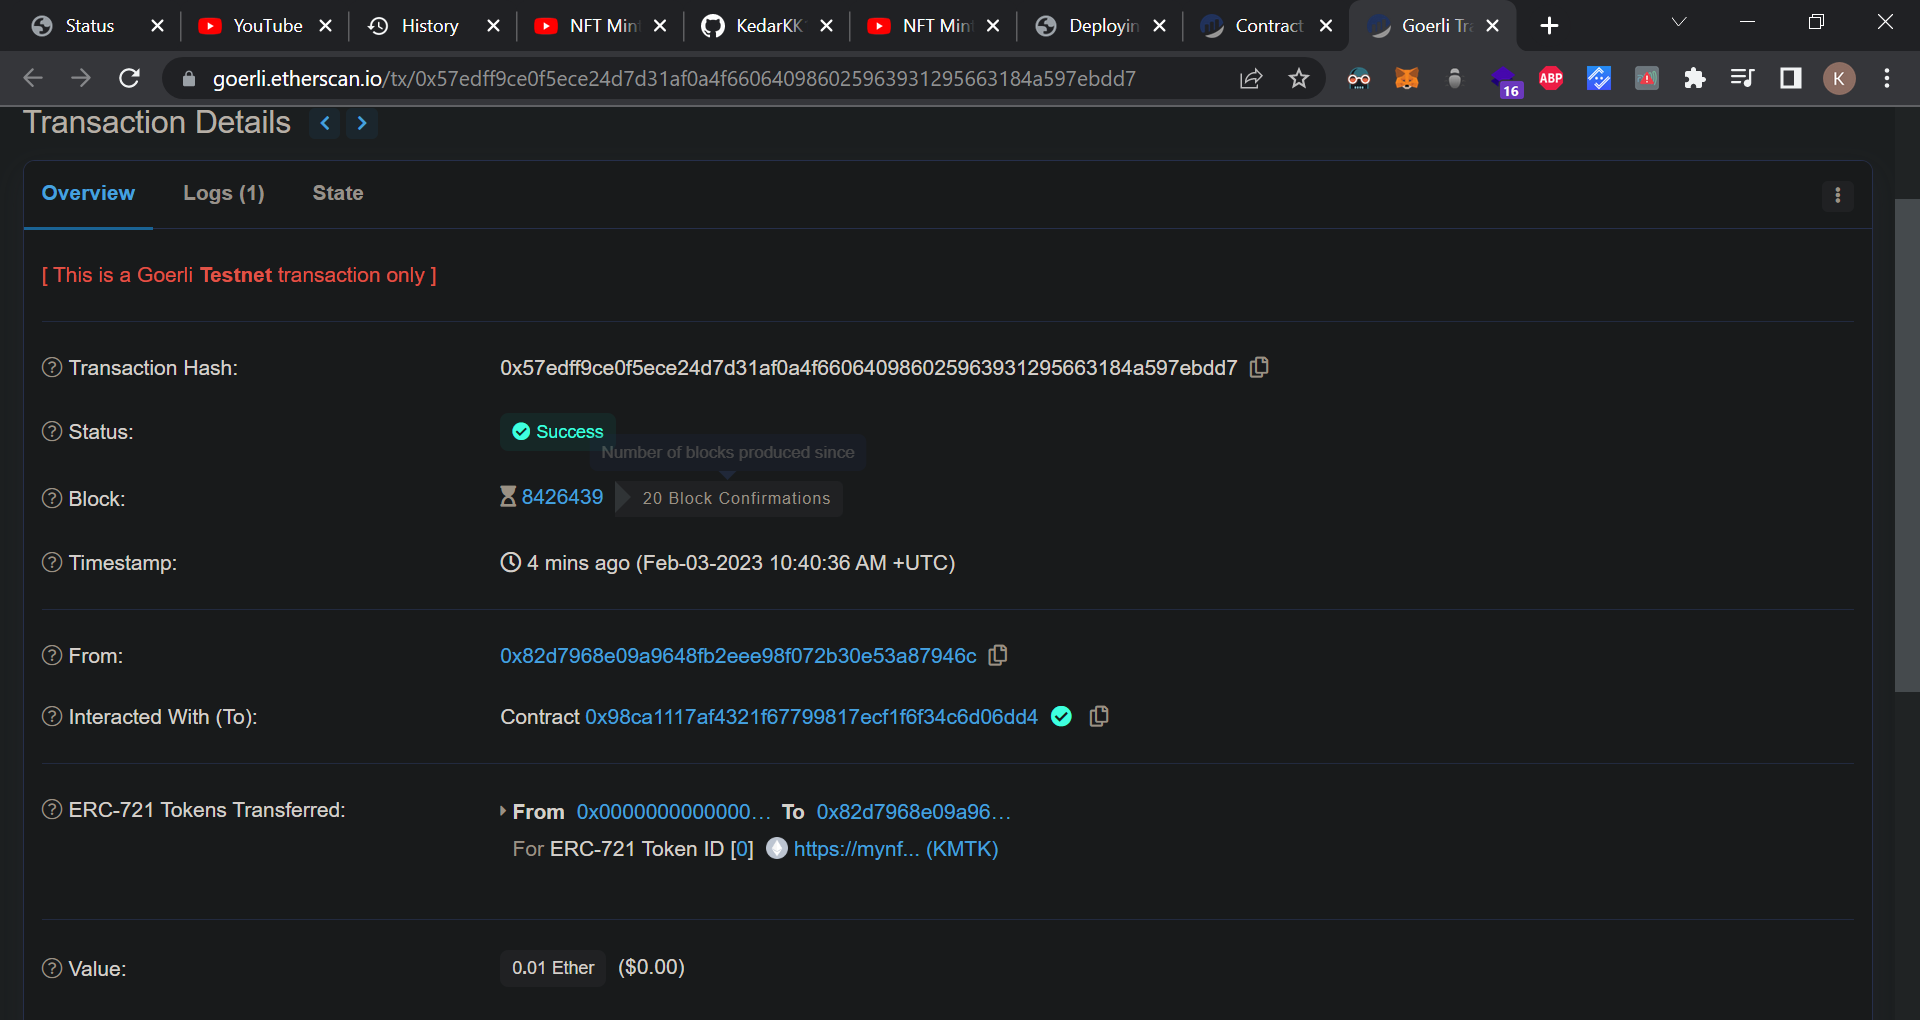 Status
YouTube
History
NFT Min
KedarKK
NFT Min
Deployin
Contract
Goerli Tr
goerli.etherscan.io/tx/0x57edff9ce0f5ece24d7d31af0a4f66064098602596393129566​3184a597ebdd7
16
ABP
K
Transaction Details
Overview
Logs (1)
State
[ This is a Goerli Testnet transaction only ]
Transaction Hash:
0x57edff9ce0f5ece24d7d31af0a4f660640986025963931295663184a597ebdd7
Status:
Success
Number of blocks produced since
Block:
8426439
20 Block Confirmations
Timestamp:
4 mins ago (Feb-03-2023 10:40:36 AM +UTC)
From:
0x82d7968e09a9648fb2eee98f072b30e53a87946c
Interacted With (To):
Contract 0x98ca1117af4321f67799817ecf1f6f34c6d06dd4
ERC-721 Tokens Transferred:
From 0x0000000000000... To 0x82d7968e09a96...
For ERC-721 Token ID [0] https://mynf... (KMTK)
Value:
0.01 Ether ($0.00)